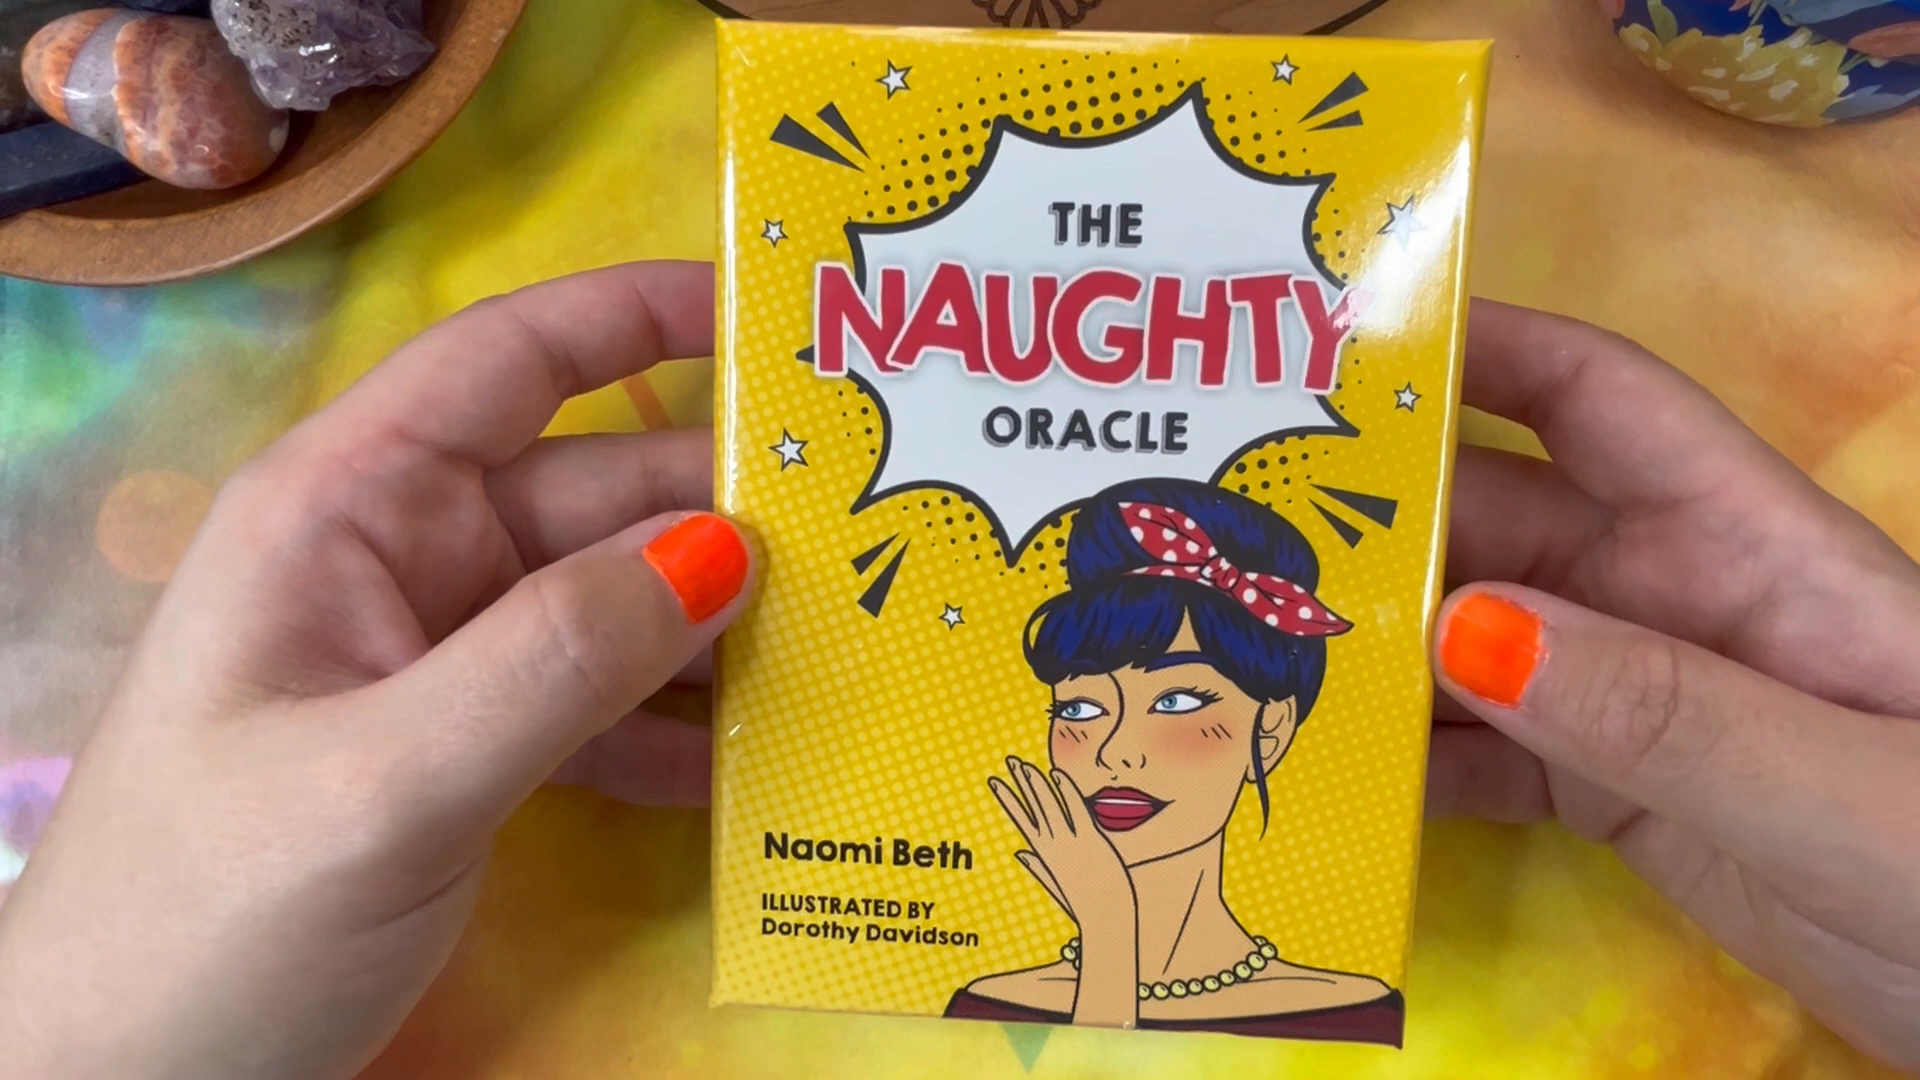 THE
NAUGHTY
ORACLE
Naomi Beth
ILLUSTRATED BY
Dorothy Davidson